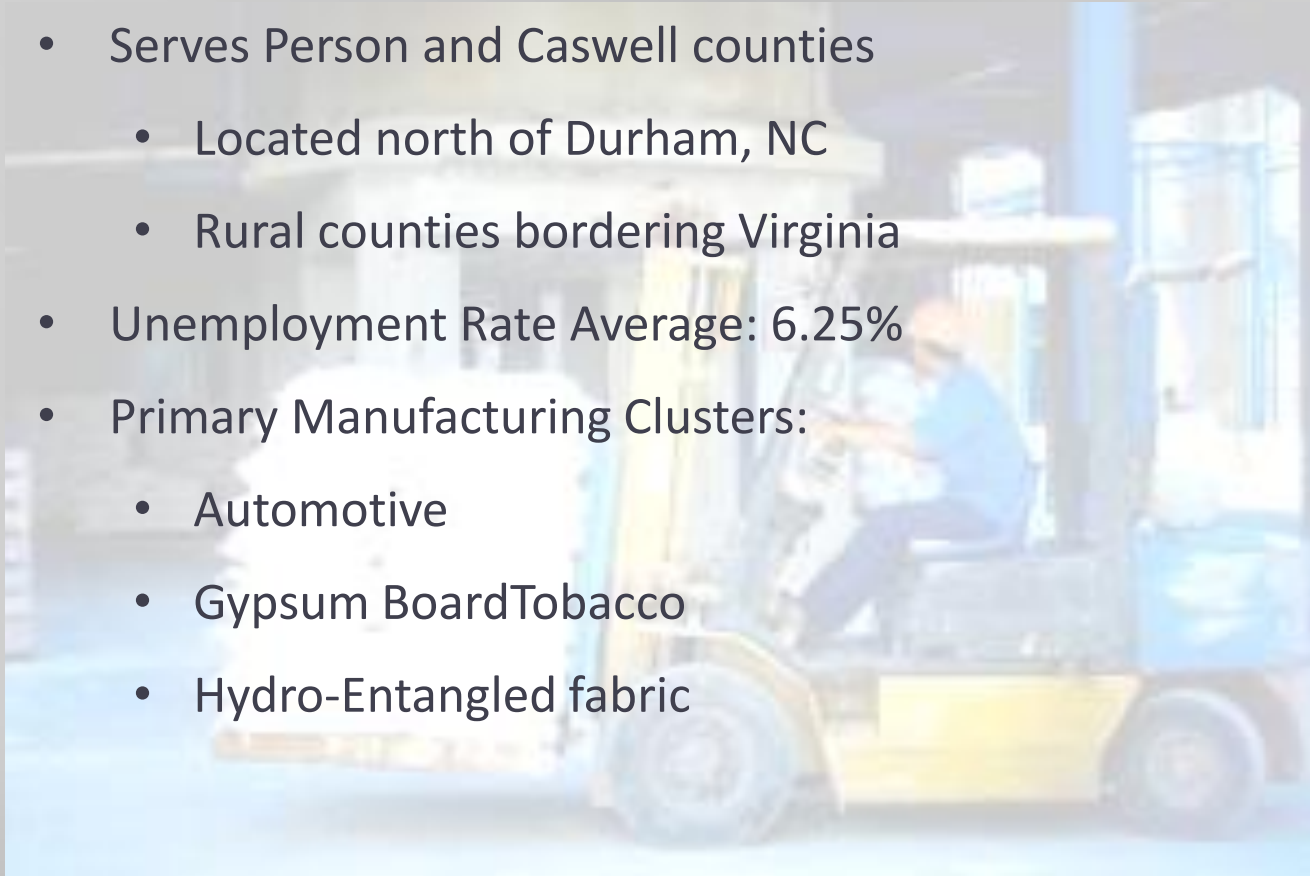 • Serves Person and Caswell counties
• Located north of Durham, NC
• Rural counties bordering Virginia
• Unemployment Rate Average: 6.25%
• Primary Manufacturing Clusters:
• Automotive
• Gypsum BoardTobacco
• Hydro-Entangled fabric